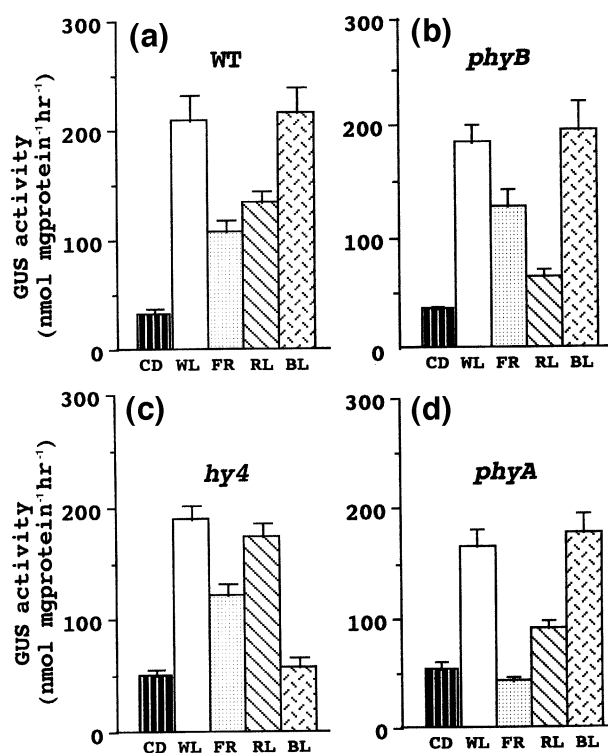 (a)
WT
300
200
100
0
GUS activity
(nmol mgprotein⁻¹hr⁻¹)
CD WL FR RL BL
(b)
phyB
300
200
100
0
CD WL FR RL BL
(c)
hy4
300
200
100
0
GUS activity
(nmol mgprotein⁻¹hr⁻¹)
CD WL FR RL BL
(d)
phyA
300
200
100
0
CD WL FR RL BL